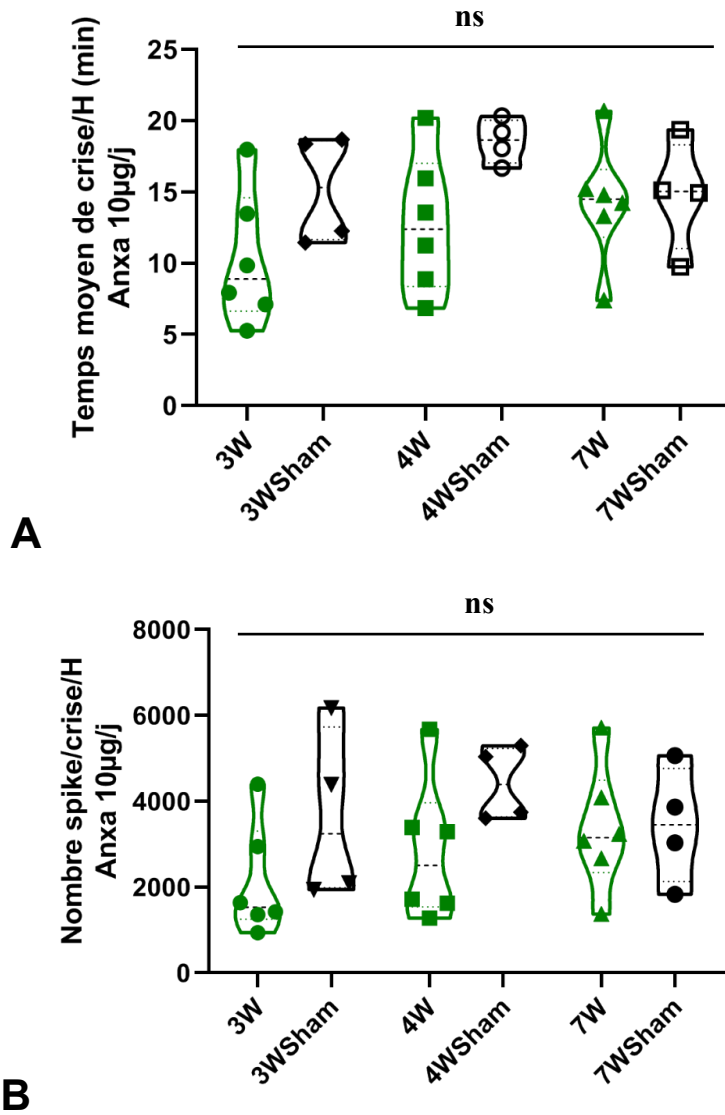 ns
Temps moyen de crise/H (min)
Anxa 10µg/j
25
20
15
10
5
0
3W
3WSham
4W
4WSham
7W
7WSham
A
ns
Nombre spike/crise/H
Anxa 10µg/j
8000
6000
4000
2000
0
3W
3WSham
4W
4WSham
7W
7WSham
B